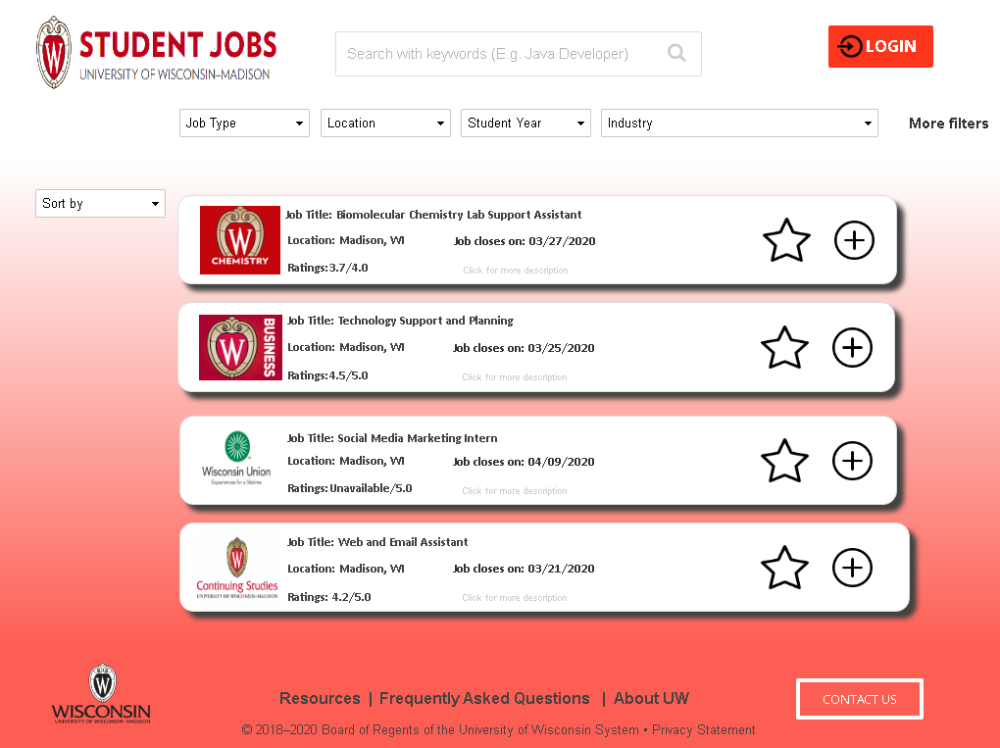 STUDENT JOBS
UNIVERSITY OF WISCONSIN–MADISON
Search with keywords (E.g. Java Developer)
LOGIN
Job Type
Location
Student Year
Industry
More filters
Sort by
W
CHEMISTRY
Job Title: Biomolecular Chemistry Lab Support Assistant
Location: Madison, WI
Job closes on: 03/27/2020
Ratings:3.7/4.0
Click for more description
W
BUSINESS
Job Title: Technology Support and Planning
Location: Madison, WI
Job closes on: 03/25/2020
Ratings:4.5/5.0
Click for more description
Wisconsin Union
Experiences for a lifetime
Job Title: Social Media Marketing Intern
Location: Madison, WI
Job closes on: 04/09/2020
Ratings:Unavailable/5.0
Click for more description
W
Continuing Studies
UNIVERSITY OF WISCONSIN–MADISON
Job Title: Web and Email Assistant
Location: Madison, WI
Job closes on: 03/21/2020
Ratings: 4.2/5.0
Click for more description
W
WISCONSIN
UNIVERSITY OF WISCONSIN–MADISON
Resources | Frequently Asked Questions | About UW
CONTACT US
© 2018–2020 Board of Regents of the University of Wisconsin System • Privacy Statement